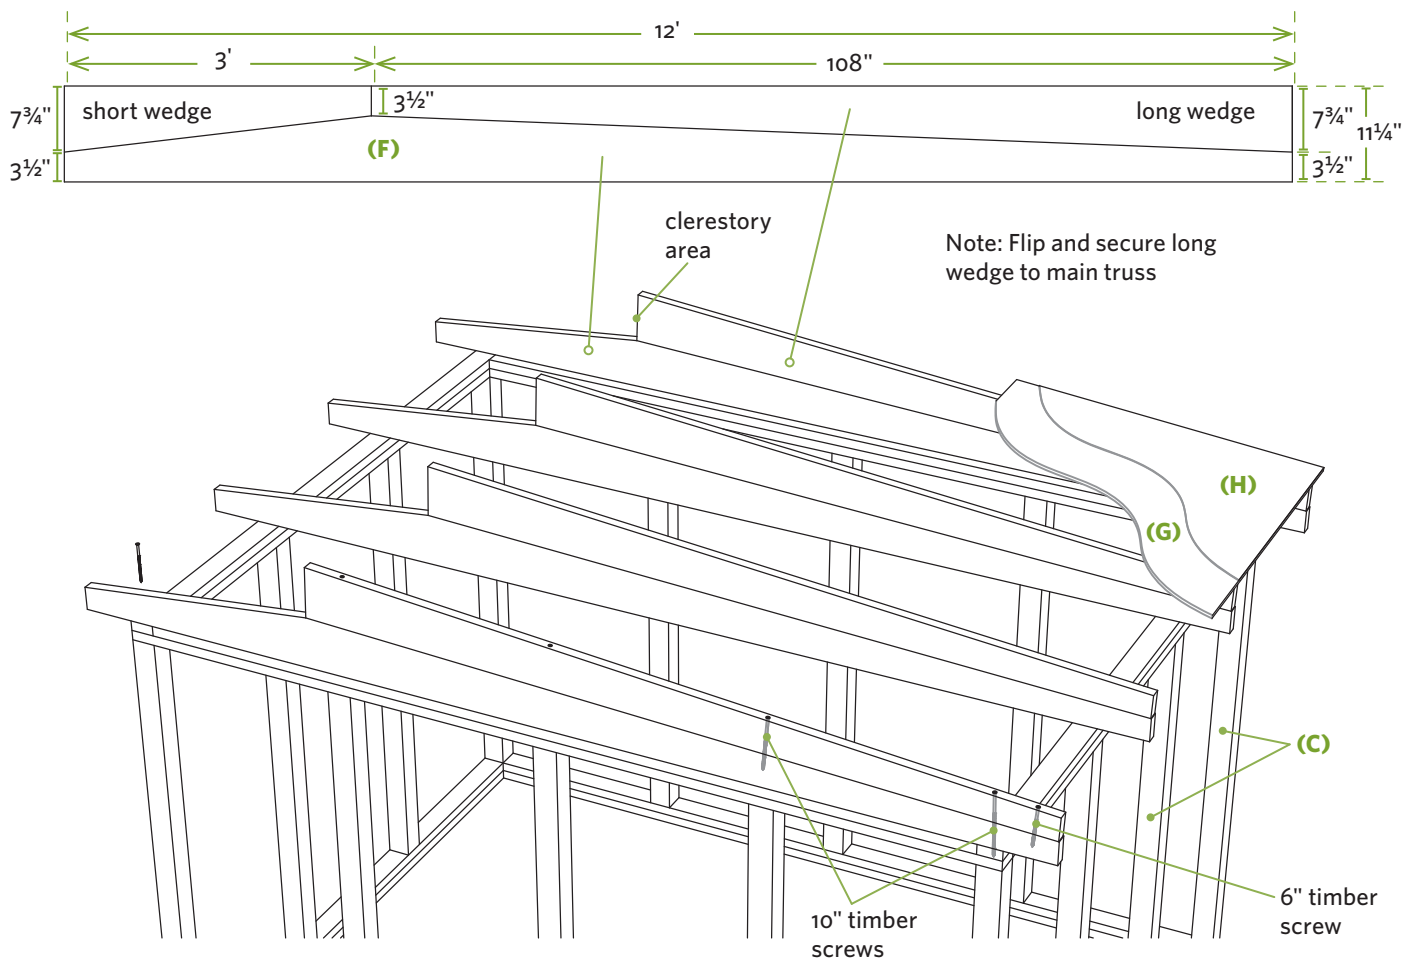 12'
3'
108"
7¾"
short wedge
3½"
long wedge
7¾"
11¼"
(F)
3½"
3½"
clerestory
area
Note: Flip and secure long
wedge to main truss
(H)
(G)
(C)
10" timber
screws
6" timber
screw